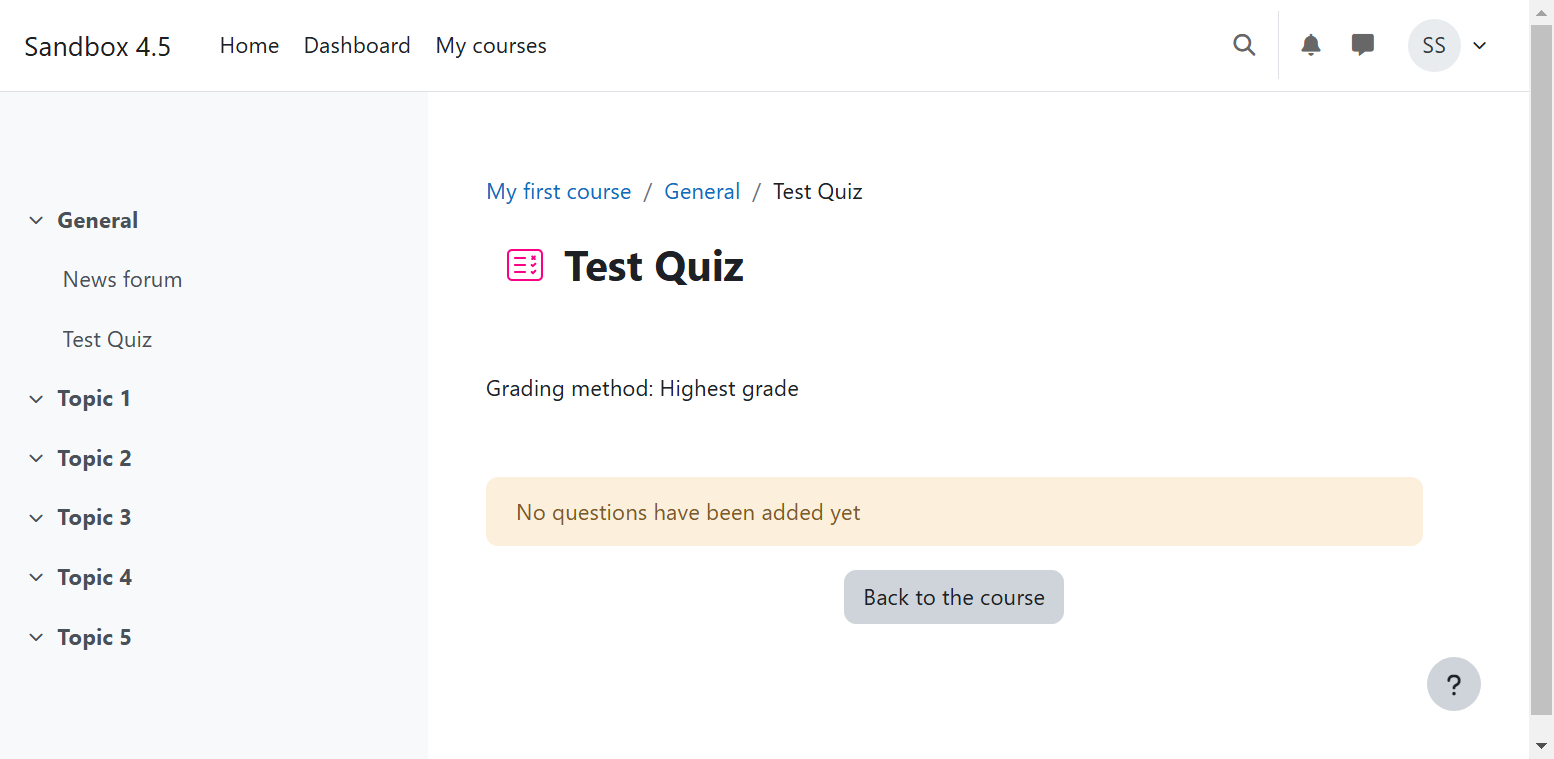 Sandbox 4.5 Home Dashboard My courses SS
General
News forum
Test Quiz
Topic 1
Topic 2
Topic 3
Topic 4
Topic 5
My first course / General / Test Quiz
Test Quiz
Grading method: Highest grade
No questions have been added yet
Back to the course
?